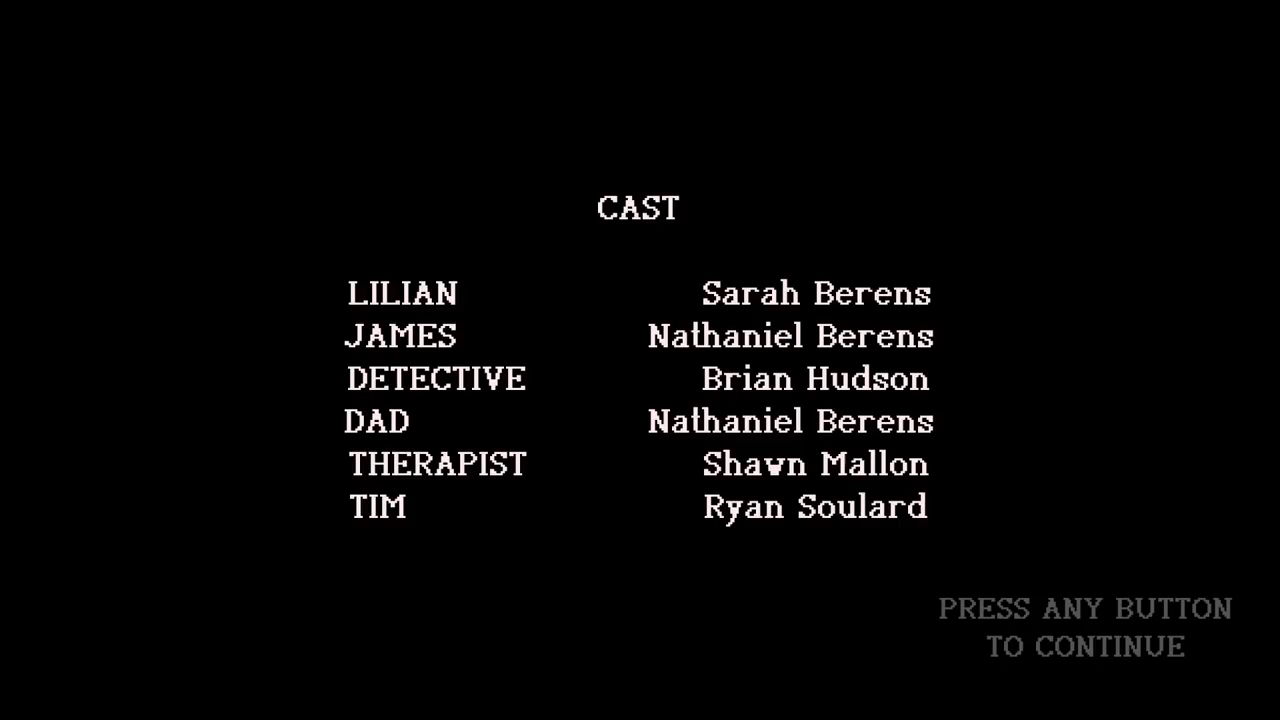 CAST
LILIAN Sarah Berens
JAMES Nathaniel Berens
DETECTIVE Brian Hudson
DAD Nathaniel Berens
THERAPIST Shawn Mallon
TIM Ryan Soulard
PRESS ANY BUTTON
TO CONTINUE